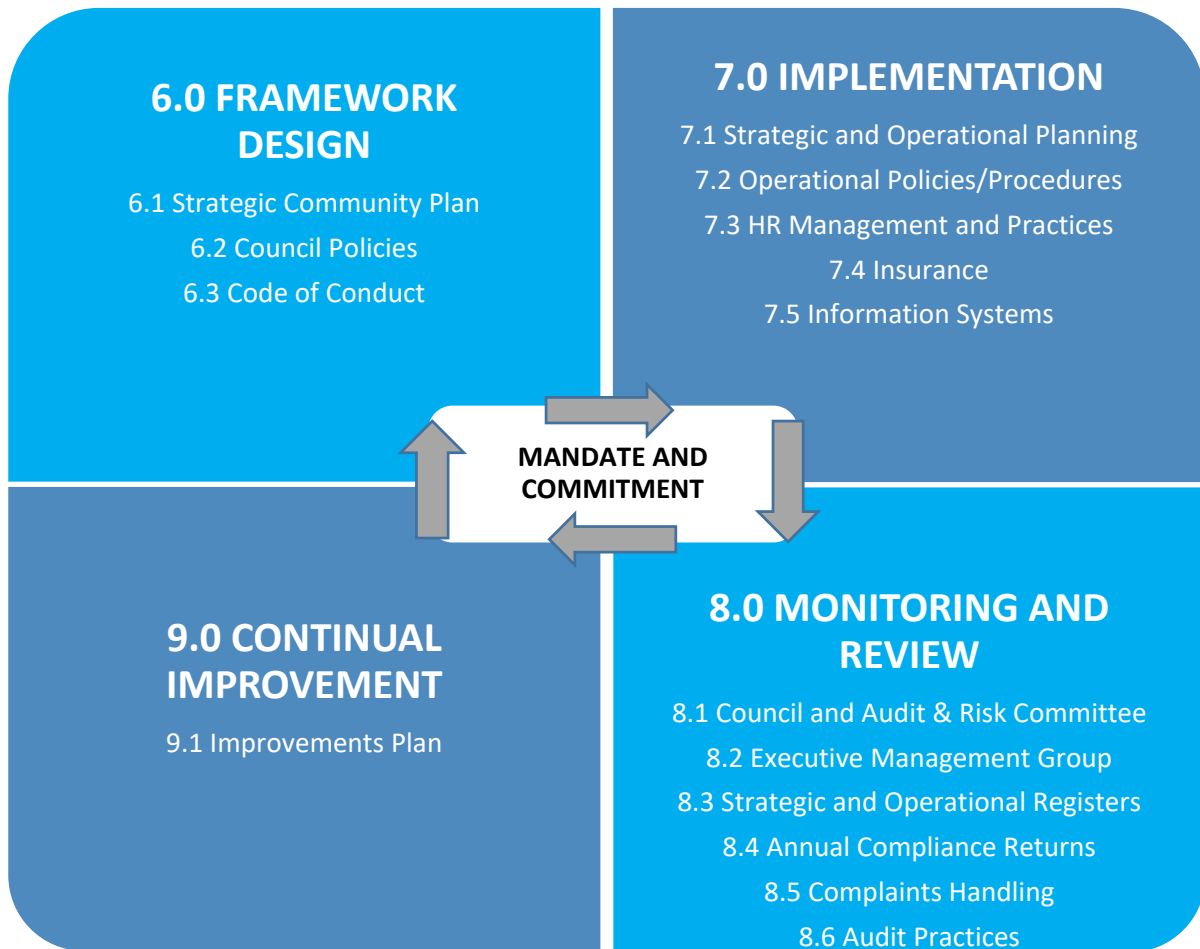 6.0 FRAMEWORK
DESIGN
6.1 Strategic Community Plan
6.2 Council Policies
6.3 Code of Conduct
7.0 IMPLEMENTATION
7.1 Strategic and Operational Planning
7.2 Operational Policies/Procedures
7.3 HR Management and Practices
7.4 Insurance
7.5 Information Systems
MANDATE AND
COMMITMENT
9.0 CONTINUAL
IMPROVEMENT
9.1 Improvements Plan
8.0 MONITORING AND
REVIEW
8.1 Council and Audit & Risk Committee
8.2 Executive Management Group
8.3 Strategic and Operational Registers
8.4 Annual Compliance Returns
8.5 Complaints Handling
8.6 Audit Practices